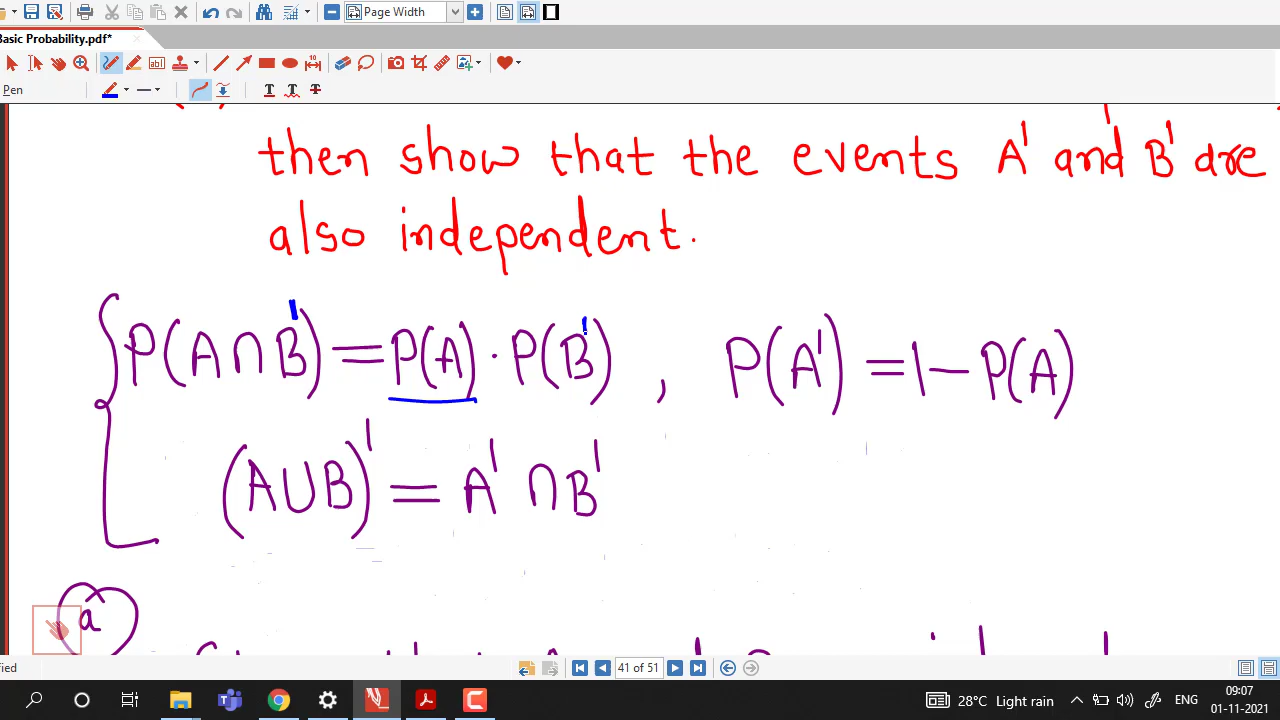 Page Width
Basic Probability.pdf*
Pen
then show that the events A' and B' are
also independent.
P(A∩B') = P(A) · P(B') , P(A') = 1 − P(A)
(A∪B)' = A' ∩ B'
a
41 of 51
28°C Light rain
ENG
09:07
01-11-2021